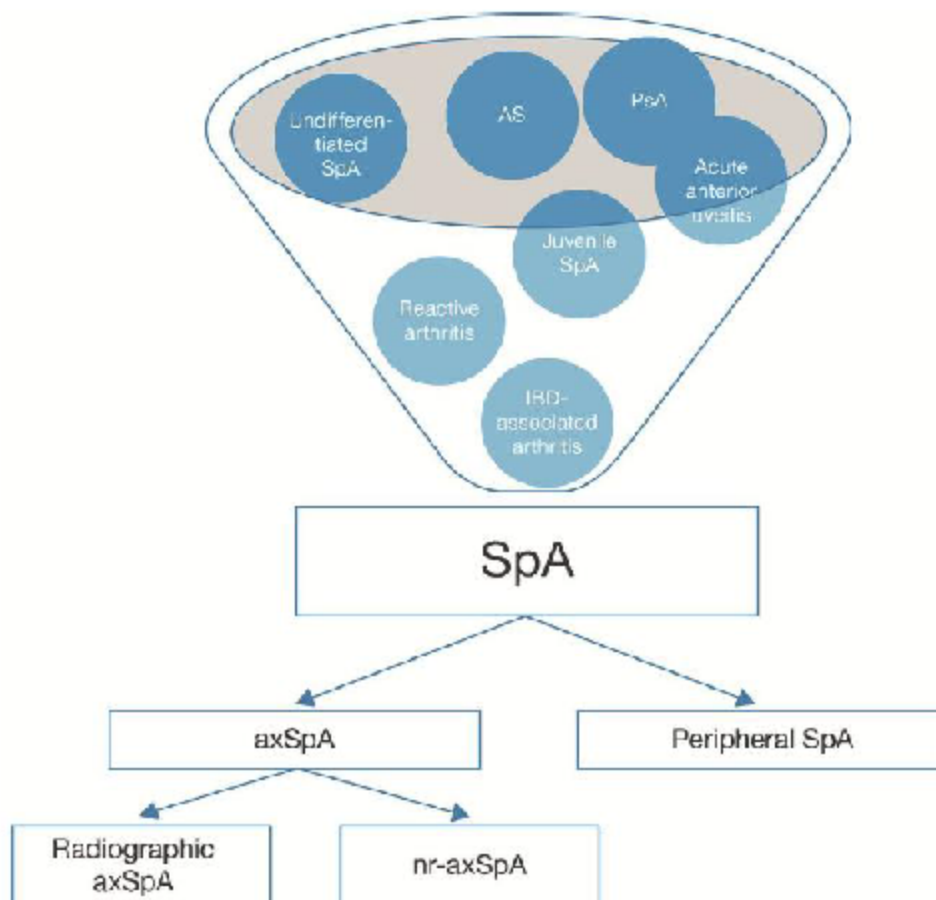 Undifferen-
tiated
SpA
AS
PsA
Acute
anterior
uveitis
Juvenile
SpA
Reactive
arthritis
IBD-
associated
arthritis
SpA
axSpA
Peripheral SpA
Radiographic
axSpA
nr-axSpA